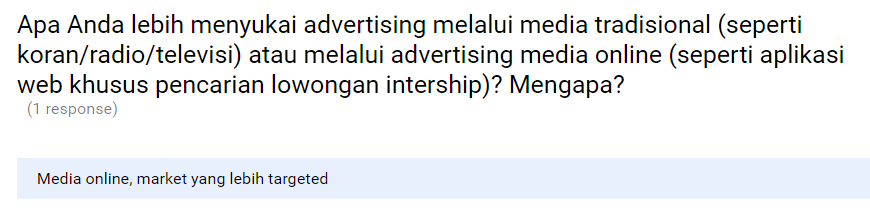 Apa Anda lebih menyukai advertising melalui media tradisional (seperti
koran/radio/televisi) atau melalui advertising media online (seperti aplikasi
web khusus pencarian lowongan intership)? Mengapa?
(1 response)
Media online, market yang lebih targeted